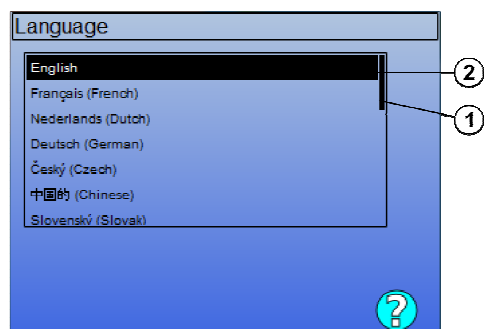 Language
English
Français (French)
Nederlands (Dutch)
Deutsch (German)
Český (Czech)
中国的 (Chinese)
Slovenský (Slovak)
2
1
?